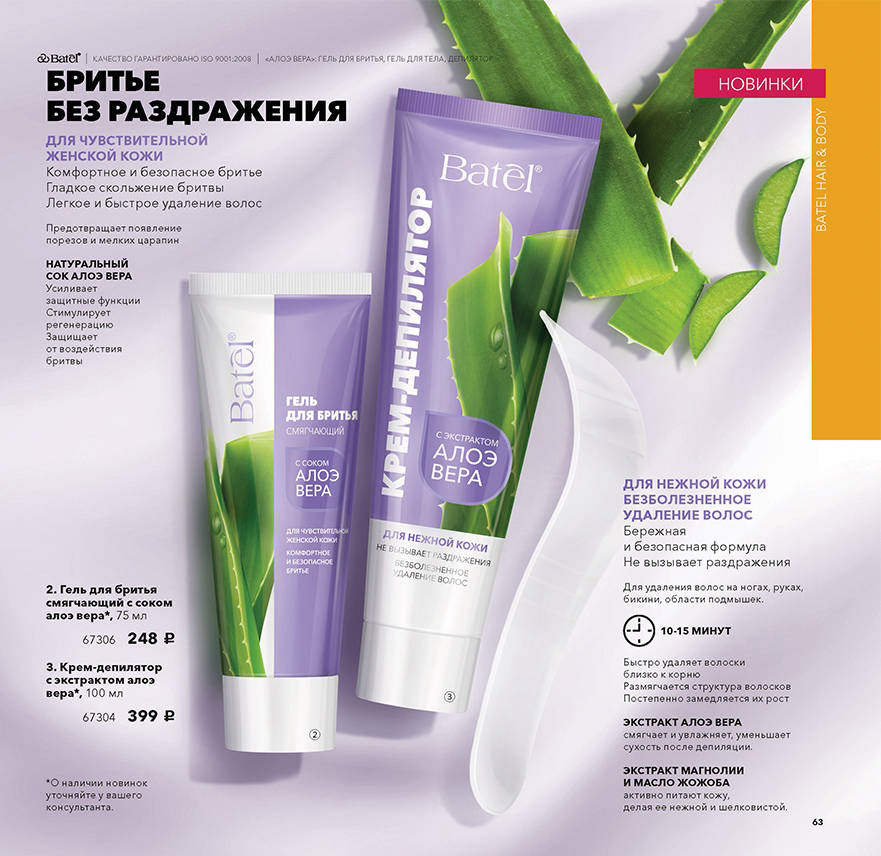 Batel® | КАЧЕСТВО ГАРАНТИРОВАНО ISO 9001:2008 | «АЛОЭ ВЕРА»: ГЕЛЬ ДЛЯ БРИТЬЯ, ГЕЛЬ ДЛЯ ТЕЛА, ДЕПИЛЯТОР
БРИТЬЕ
БЕЗ РАЗДРАЖЕНИЯ
ДЛЯ ЧУВСТВИТЕЛЬНОЙ
ЖЕНСКОЙ КОЖИ
Комфортное и безопасное бритье
Гладкое скольжение бритвы
Легкое и быстрое удаление волос
Предотвращает появление
порезов и мелких царапин
НАТУРАЛЬНЫЙ
СОК АЛОЭ ВЕРА
Усиливает
защитные функции
Стимулирует
регенерацию
Защищает
от воздействия
бритвы
НОВИНКИ
BATEL HAIR & BODY
Batel®
КРЕМ-ДЕПИЛЯТОР
С ЭКСТРАКТОМ
АЛОЭ
ВЕРА
ДЛЯ НЕЖНОЙ КОЖИ
НЕ ВЫЗЫВАЕТ РАЗДРАЖЕНИЯ
БЕЗБОЛЕЗНЕННОЕ
УДАЛЕНИЕ ВОЛОС
3
Batel®
ГЕЛЬ
ДЛЯ БРИТЬЯ
СМЯГЧАЮЩИЙ
С СОКОМ
АЛОЭ
ВЕРА
ДЛЯ ЧУВСТВИТЕЛЬНОЙ
ЖЕНСКОЙ КОЖИ
КОМФОРТНОЕ
И БЕЗОПАСНОЕ
БРИТЬЕ
2
2. Гель для бритья
смягчающий с соком
алоэ вера*, 75 мл
67306 248 ₽
3. Крем-депилятор
с экстрактом алоэ
вера*, 100 мл
67304 399 ₽
*О наличии новинок
уточняйте у вашего
консультанта.
ДЛЯ НЕЖНОЙ КОЖИ
БЕЗБОЛЕЗНЕННОЕ
УДАЛЕНИЕ ВОЛОС
Бережная
и безопасная формула
Не вызывает раздражения
Для удаления волос на ногах, руках,
бикини, области подмышек.
10-15 МИНУТ
Быстро удаляет волоски
близко к корню
Размягчается структура волосков
Постепенно замедляется их рост
ЭКСТРАКТ АЛОЭ ВЕРА
смягчает и увлажняет, уменьшает
сухость после депиляции.
ЭКСТРАКТ МАГНОЛИИ
И МАСЛО ЖОЖОБА
активно питают кожу,
делая ее нежной и шелковистой.
63